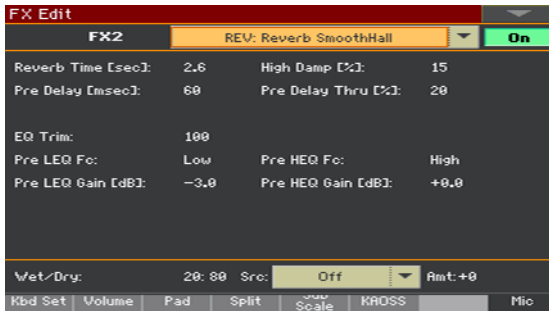 FX Edit
FX2 REV: Reverb SmoothHall On
Reverb Time [sec]: 2.6 High Damp [%]: 15
Pre Delay [msec]: 60 Pre Delay Thru [%]: 20
EQ Trim: 100
Pre LEQ Fc: Low Pre HEQ Fc: High
Pre LEQ Gain [dB]: -3.0 Pre HEQ Gain [dB]: +0.0
Wet/Dry: 20:80 Src: Off Amt:+0
Kbd Set Volume Pad Split Sub Scale KAOSS Mic